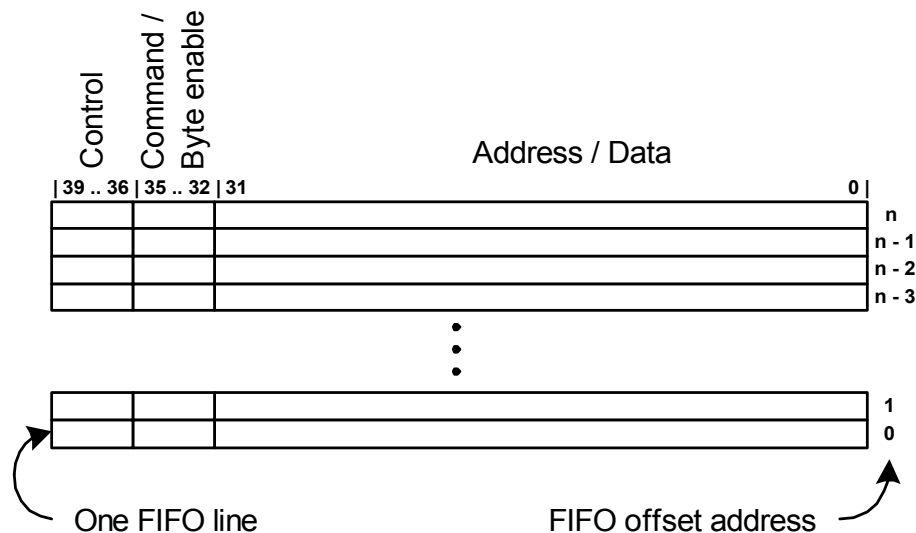 Control
Command /
Byte enable
Address / Data
| 39 .. 36 | 35 .. 32 | 31 0 |
n
n - 1
n - 2
n - 3
1
0
One FIFO line
FIFO offset address